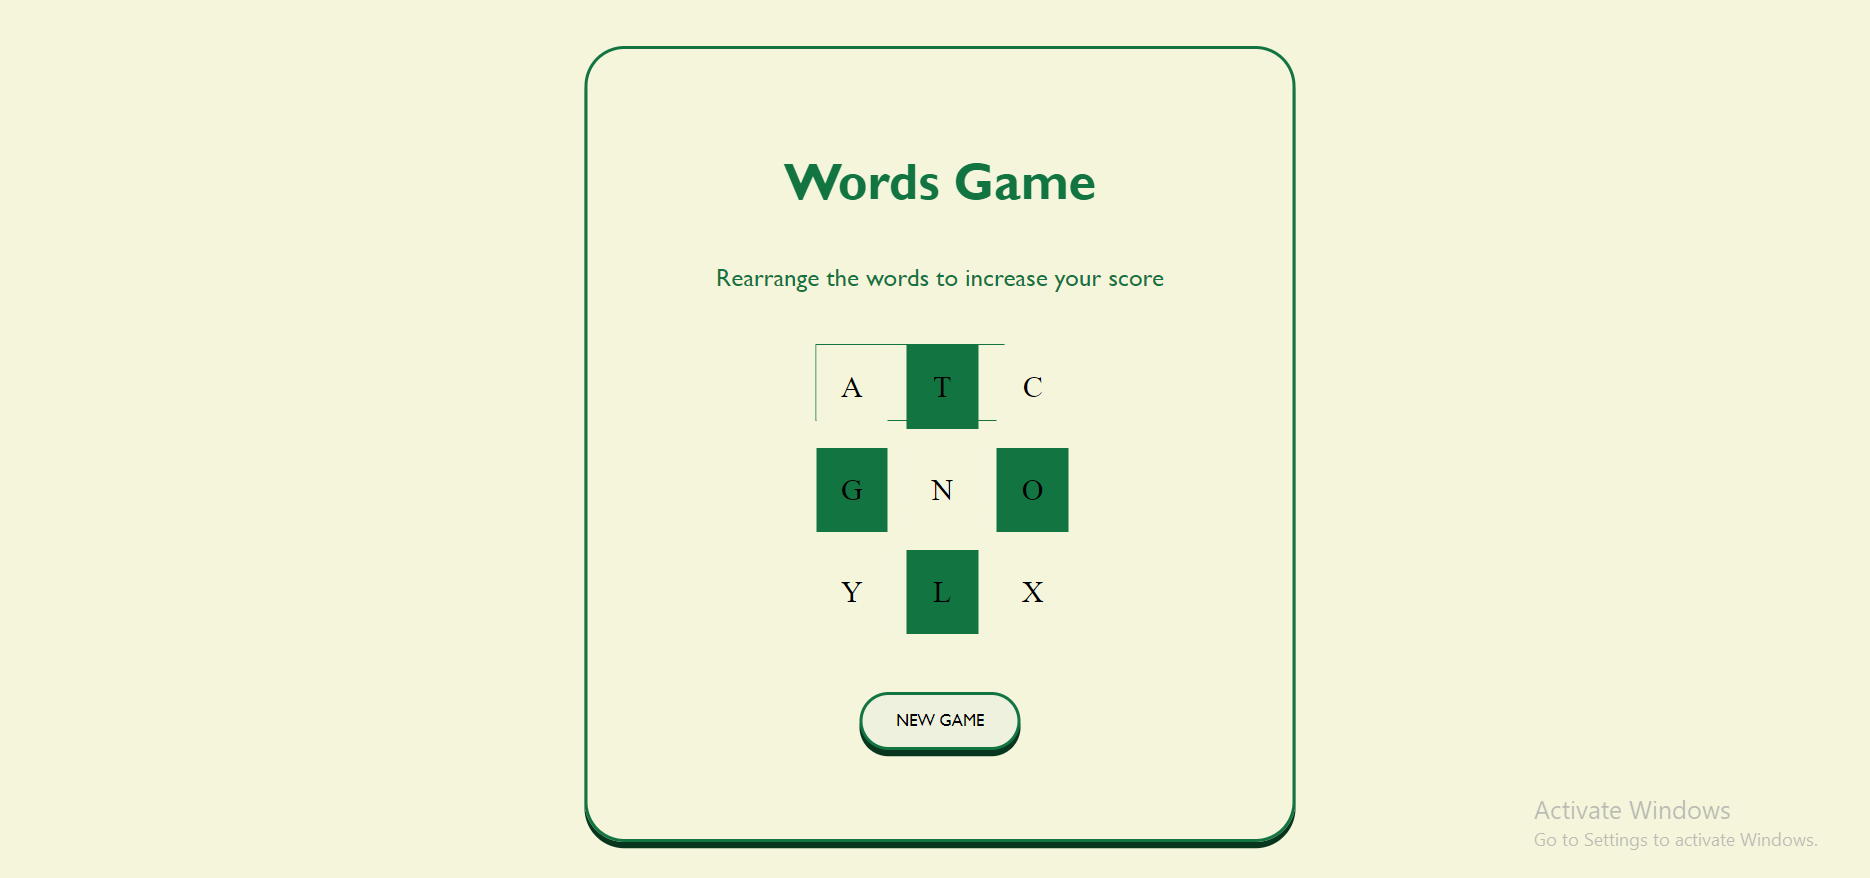 Words Game
Rearrange the words to increase your score
A T C
G N O
Y L X
NEW GAME
Activate Windows
Go to Settings to activate Windows.